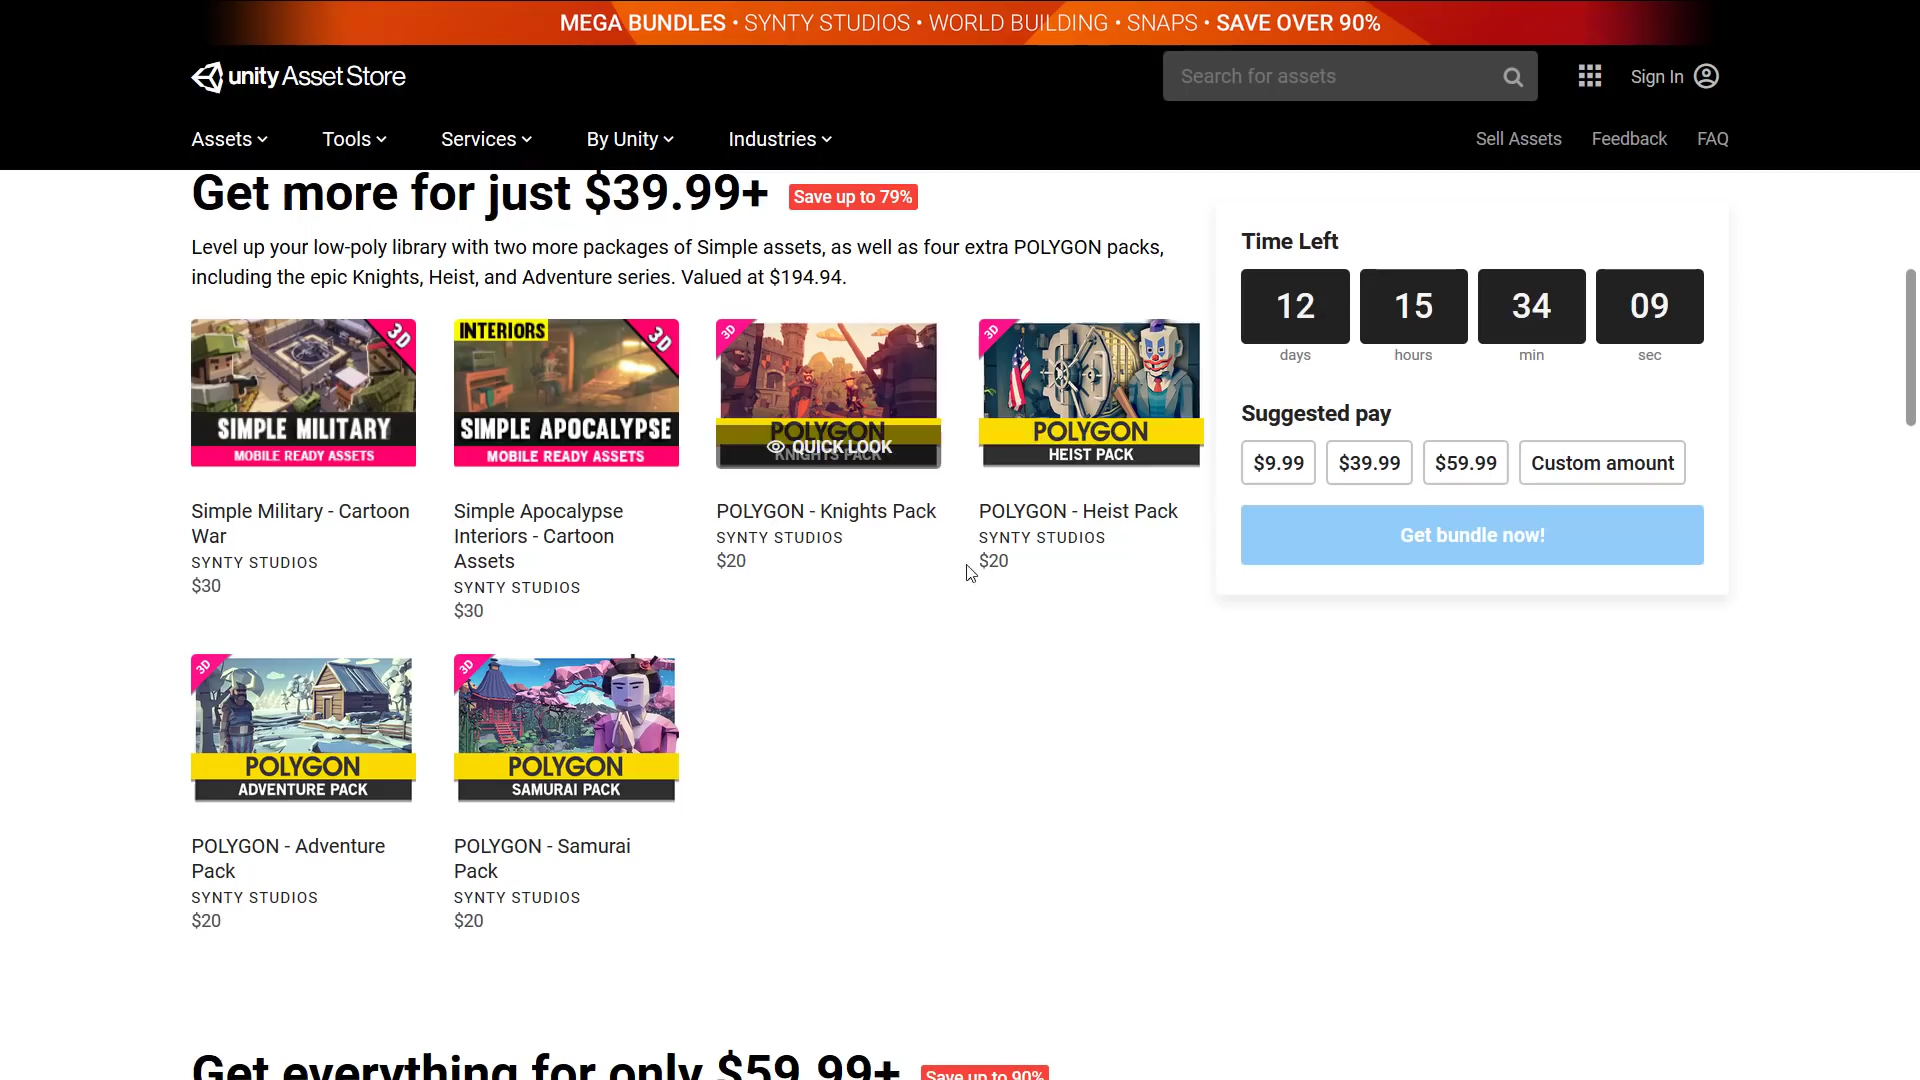 MEGA BUNDLES • SYNTY STUDIOS • WORLD BUILDING • SNAPS • SAVE OVER 90%
unity Asset Store
Search for assets
Sign In
Assets
Tools
Services
By Unity
Industries
Sell Assets
Feedback
FAQ
Get more for just $39.99+
Save up to 79%
Level up your low-poly library with two more packages of Simple assets, as well as four extra POLYGON packs,
including the epic Knights, Heist, and Adventure series. Valued at $194.94.
3D
SIMPLE MILITARY
MOBILE READY ASSETS
INTERIORS
3D
SIMPLE APOCALYPSE
MOBILE READY ASSETS
3D
POLYGON
QUICK LOOK
KNIGHTS PACK
3D
POLYGON
HEIST PACK
Simple Military - Cartoon
War
SYNTY STUDIOS
$30
Simple Apocalypse
Interiors - Cartoon
Assets
SYNTY STUDIOS
$30
POLYGON - Knights Pack
SYNTY STUDIOS
$20
POLYGON - Heist Pack
SYNTY STUDIOS
$20
Time Left
12
15
34
09
days
hours
min
sec
Suggested pay
$9.99
$39.99
$59.99
Custom amount
Get bundle now!
3D
POLYGON
ADVENTURE PACK
3D
POLYGON
SAMURAI PACK
POLYGON - Adventure
Pack
SYNTY STUDIOS
$20
POLYGON - Samurai
Pack
SYNTY STUDIOS
$20
Get everything for only $59.99+
Save up to 90%